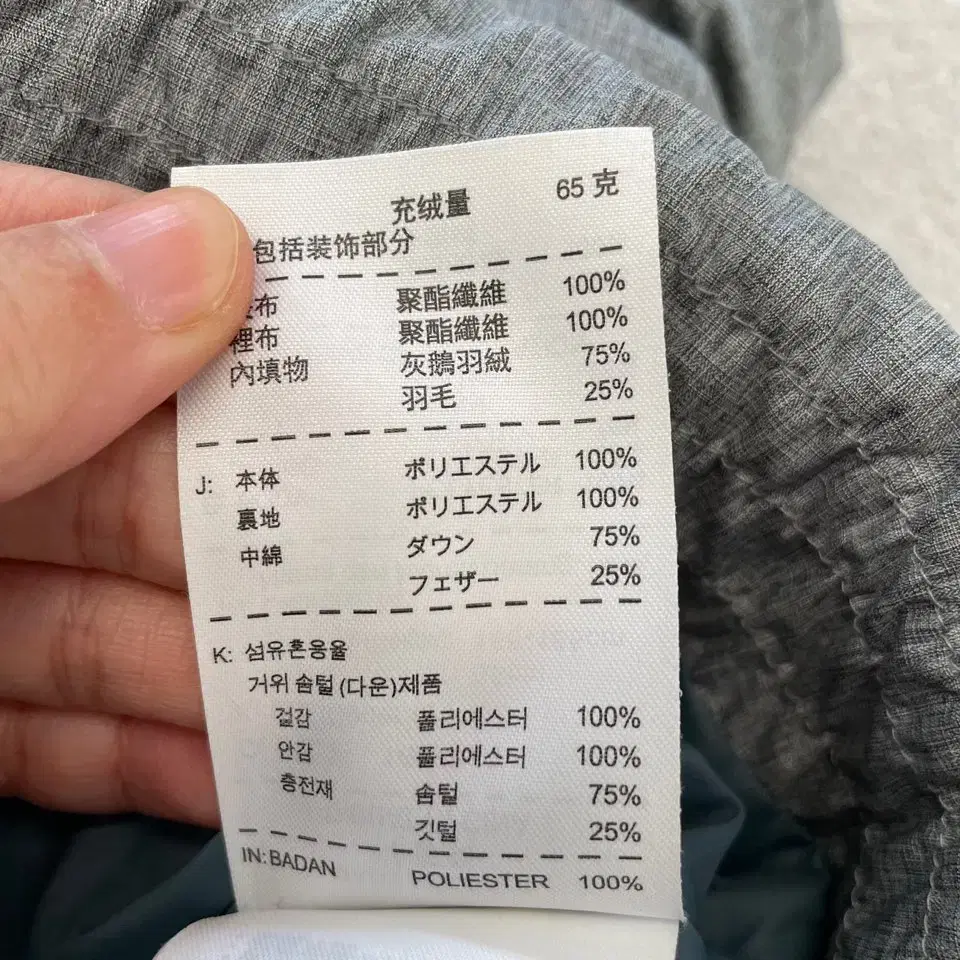 充绒量 65 克
包括装饰部分
布 聚酯纖維 100%
裡布 聚酯纖維 100%
內填物 灰鵝羽絨 75%
羽毛 25%
J: 本体 ポリエステル 100%
裏地 ポリエステル 100%
中綿 ダウン 75%
フェザー 25%
K: 섬유혼용율
거위 솜털 (다운)제품
겉감 폴리에스터 100%
안감 폴리에스터 100%
충전재 솜털 75%
깃털 25%
IN: BADAN POLIESTER 100%